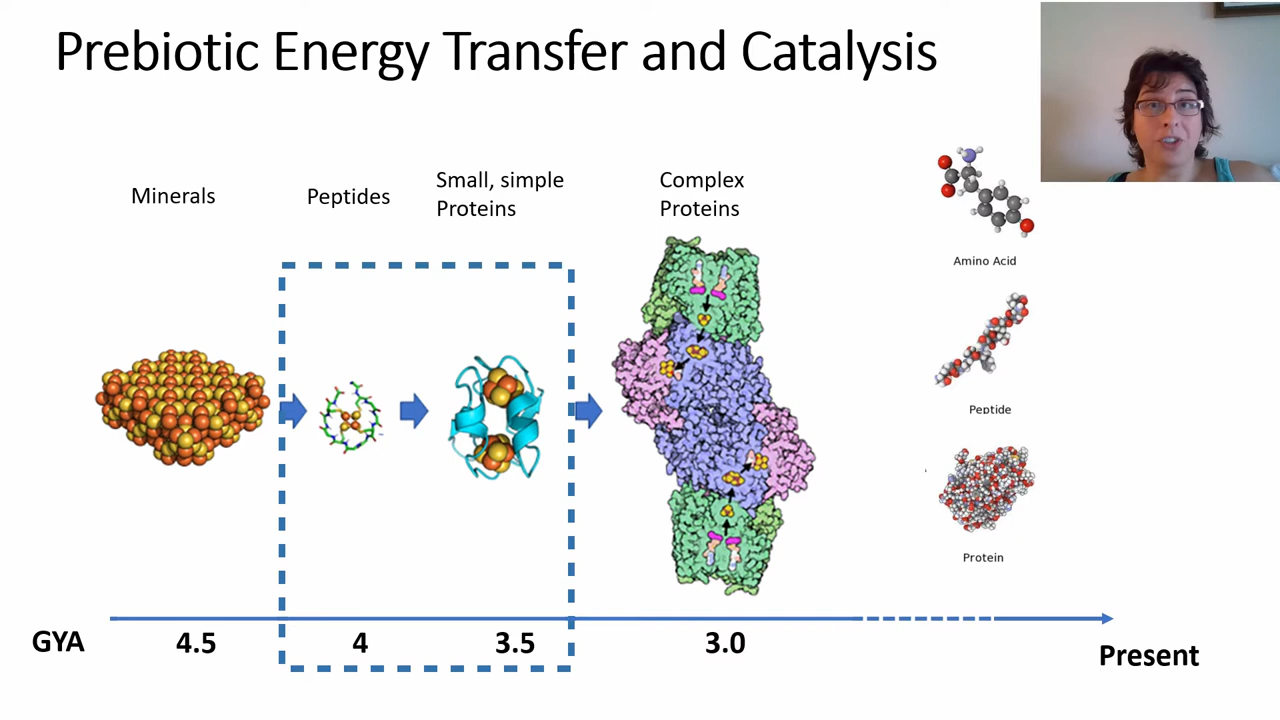 Prebiotic Energy Transfer and Catalysis
Minerals
Peptides
Small, simple
Proteins
Complex
Proteins
Amino Acid
Peptide
Protein
GYA
4.5
4
3.5
3.0
Present